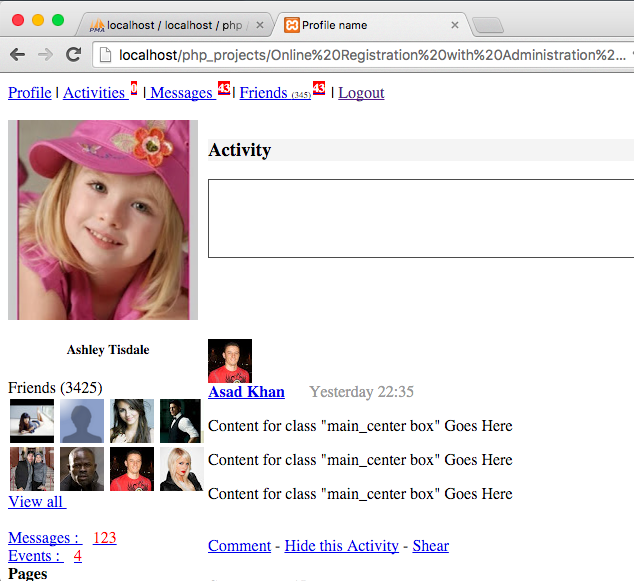 localhost / localhost / php /
Profile name
localhost/php_projects/Online%20Registration%20with%20Administration%2...
Profile | Activities 0 | Messages 43 | Friends (345) 43 | Logout
Activity
Ashley Tisdale
Friends (3425)
View all
Messages : 123
Events : 4
Pages
Asad Khan Yesterday 22:35
Content for class "main_center box" Goes Here
Content for class "main_center box" Goes Here
Content for class "main_center box" Goes Here
Comment - Hide this Activity - Shear